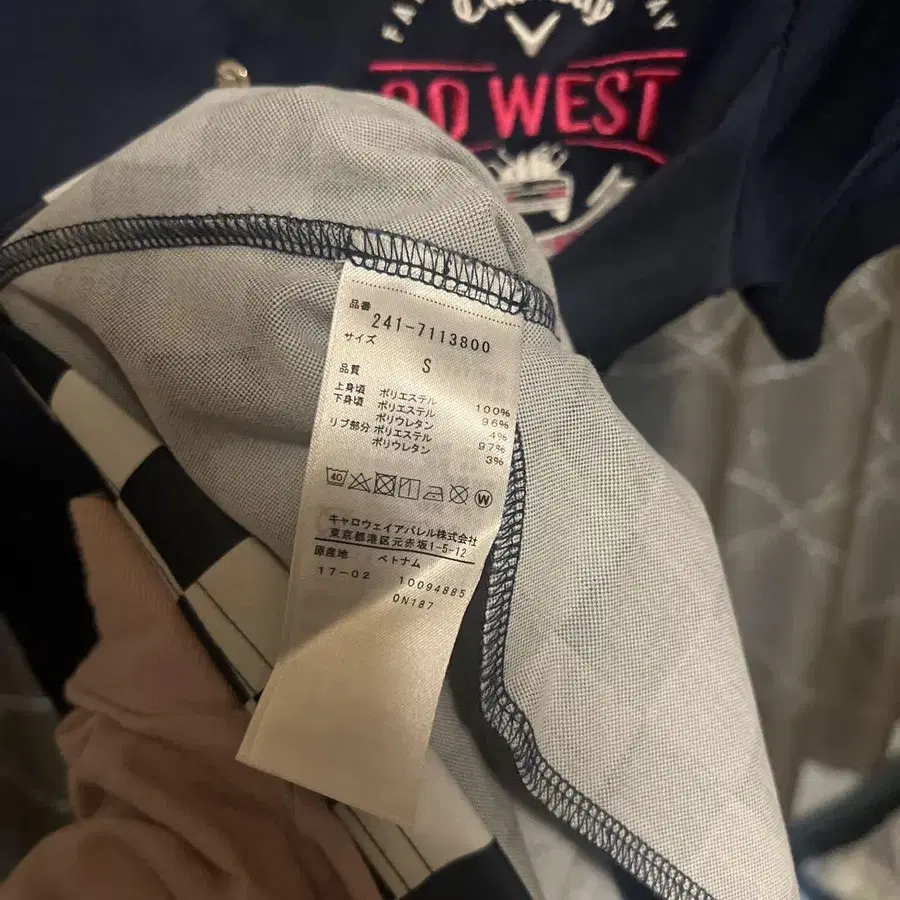 WEST
品番
241-7113800
サイズ
S
品質
上身頃 ポリエステル 100%
下身頃 ポリエステル 96%
ポリウレタン 4%
リブ部分 ポリエステル 97%
ポリウレタン 3%
40
W
キャロウェイアパレル株式会社
東京都港区元赤坂1-5-12
原産地 ベトナム
17-02 10094885
0N187